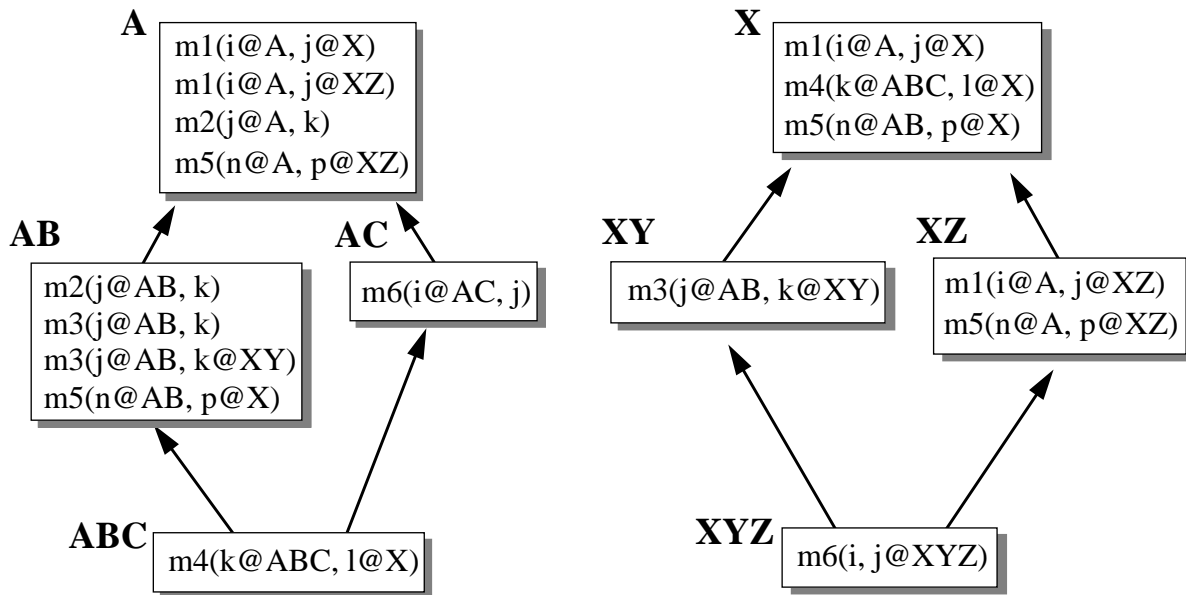 A
m1(i@A, j@X)
m1(i@A, j@XZ)
m2(j@A, k)
m5(n@A, p@XZ)
AB
m2(j@AB, k)
m3(j@AB, k)
m3(j@AB, k@XY)
m5(n@AB, p@X)
AC
m6(i@AC, j)
ABC
m4(k@ABC, l@X)
X
m1(i@A, j@X)
m4(k@ABC, l@X)
m5(n@AB, p@X)
XY
m3(j@AB, k@XY)
XZ
m1(i@A, j@XZ)
m5(n@A, p@XZ)
XYZ
m6(i, j@XYZ)